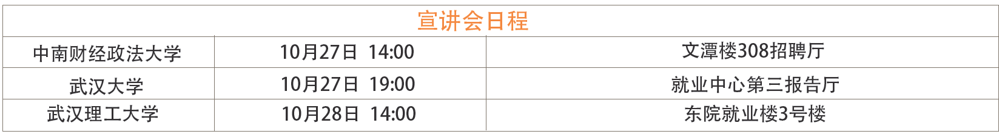 宣讲会日程
中南财经政法大学 10月27日 14:00 文潭楼308招聘厅
武汉大学 10月27日 19:00 就业中心第三报告厅
武汉理工大学 10月28日 14:00 东院就业楼3号楼